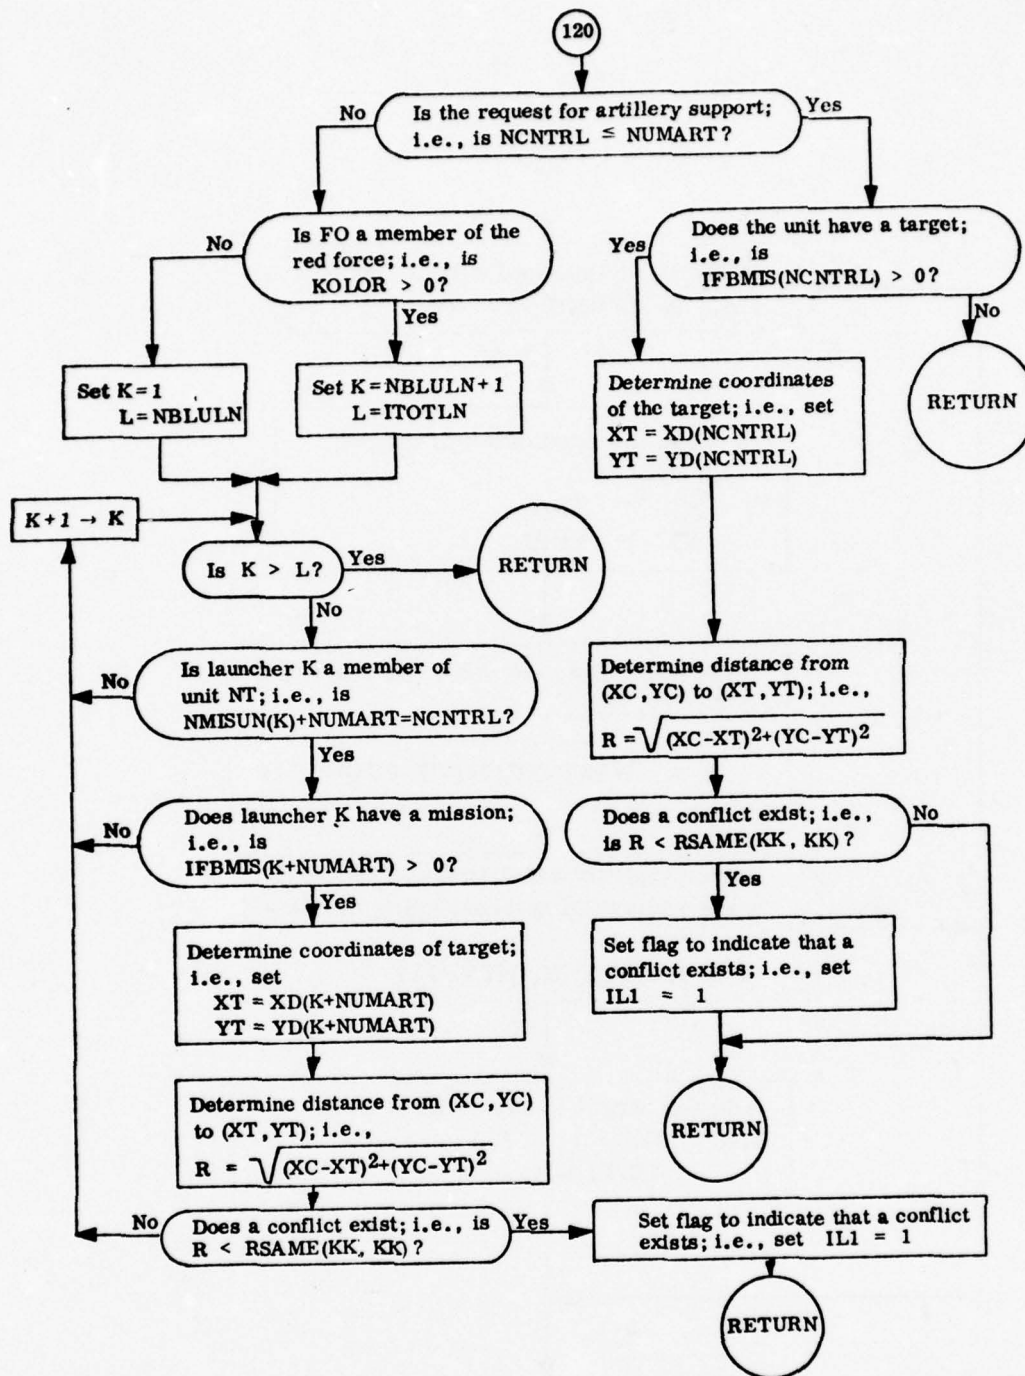 120
No
Is the request for artillery support;
i.e., is NCNTRL ≤ NUMART?
Yes
No
Is FO a member of the
red force; i.e., is
KOLOR > 0?
Yes
Yes
Does the unit have a target;
i.e., is
IFBMIS(NCNTRL) > 0?
No
Set K=1
L=NBLULN
Set K=NBLULN+1
L=ITOTLN
Determine coordinates
of the target; i.e., set
XT = XD(NCNTRL)
YT = YD(NCNTRL)
RETURN
K+1 → K
Is K > L?
Yes
RETURN
No
No
Is launcher K a member of
unit NT; i.e., is
NMISUN(K)+NUMART=NCNTRL?
Yes
Determine distance from
(XC,YC) to (XT,YT); i.e.,
R = √(XC-XT)²+(YC-YT)²
No
Does launcher K have a mission;
i.e., is
IFBMIS(K+NUMART) > 0?
Yes
Does a conflict exist; i.e.,
is R < RSAME(KK, KK)?
No
Yes
Determine coordinates of target;
i.e., set
XT = XD(K+NUMART)
YT = YD(K+NUMART)
Set flag to indicate that a
conflict exists; i.e., set
IL1 = 1
Determine distance from (XC,YC)
to (XT,YT); i.e.,
R = √(XC-XT)²+(YC-YT)²
RETURN
No
Does a conflict exist; i.e., is
R < RSAME(KK, KK)?
Yes
Set flag to indicate that a conflict
exists; i.e., set IL1 = 1
RETURN